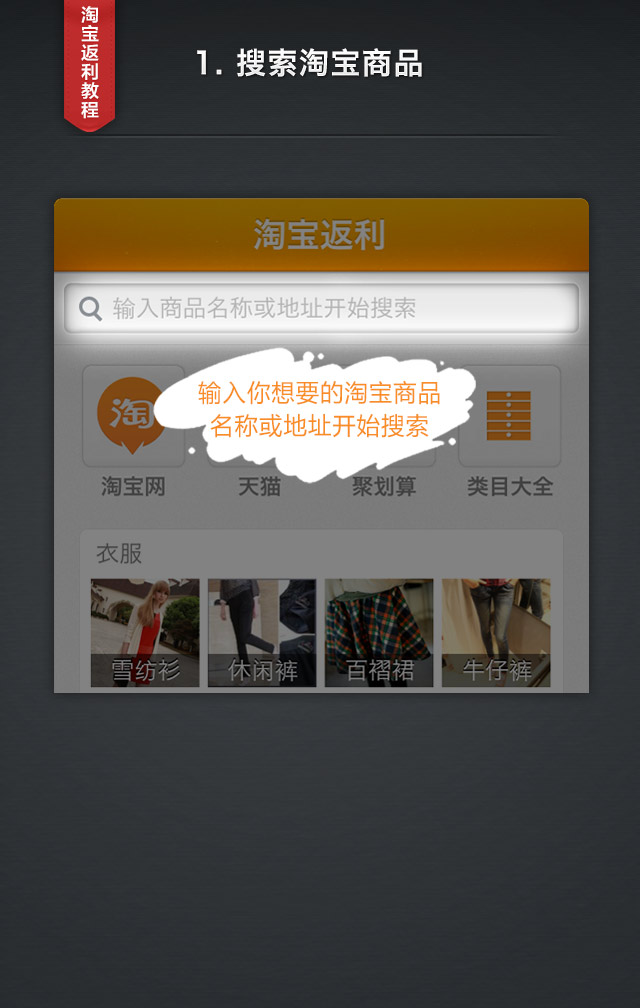 淘宝返利教程
1. 搜索淘宝商品
淘宝返利
输入商品名称或地址开始搜索
输入你想要的淘宝商品
名称或地址开始搜索
淘
淘宝网
天猫
聚划算
类目大全
衣服
雪纺衫
休闲裤
百褶裙
牛仔裤